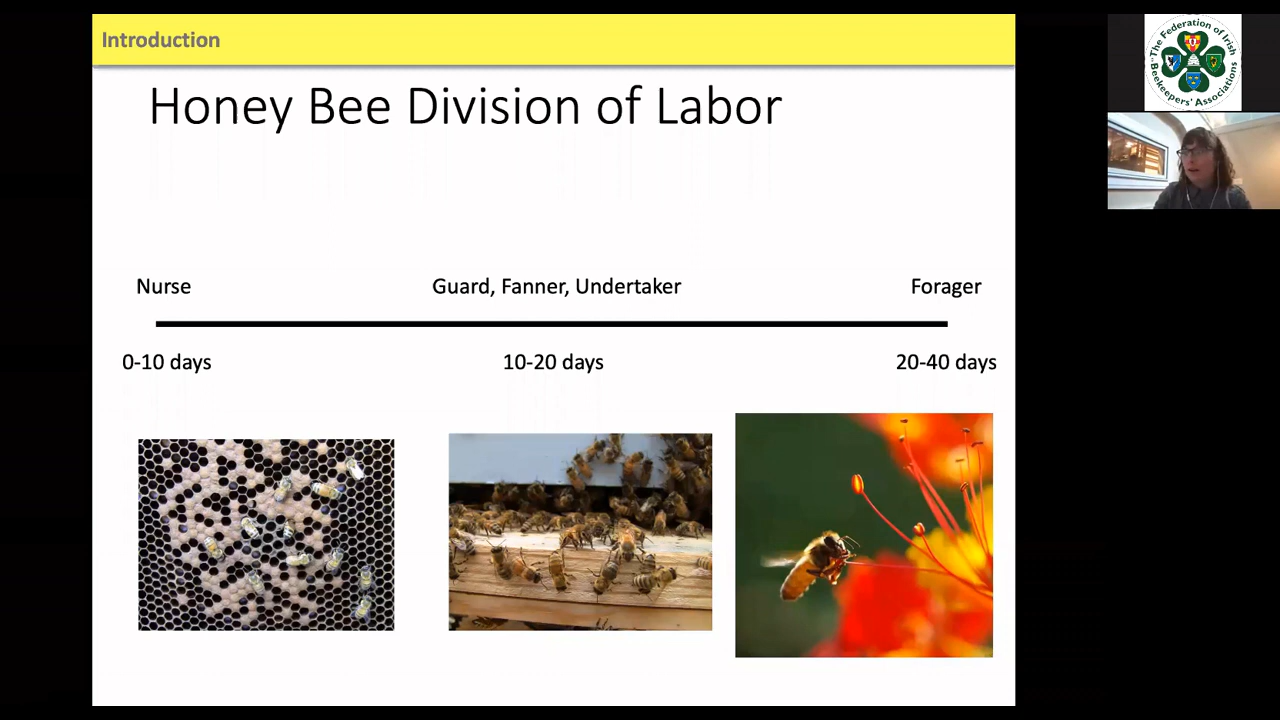 Introduction
Honey Bee Division of Labor
Nurse
Guard, Fanner, Undertaker
Forager
0-10 days
10-20 days
20-40 days
The Federation of Irish
Beekeepers' Associations